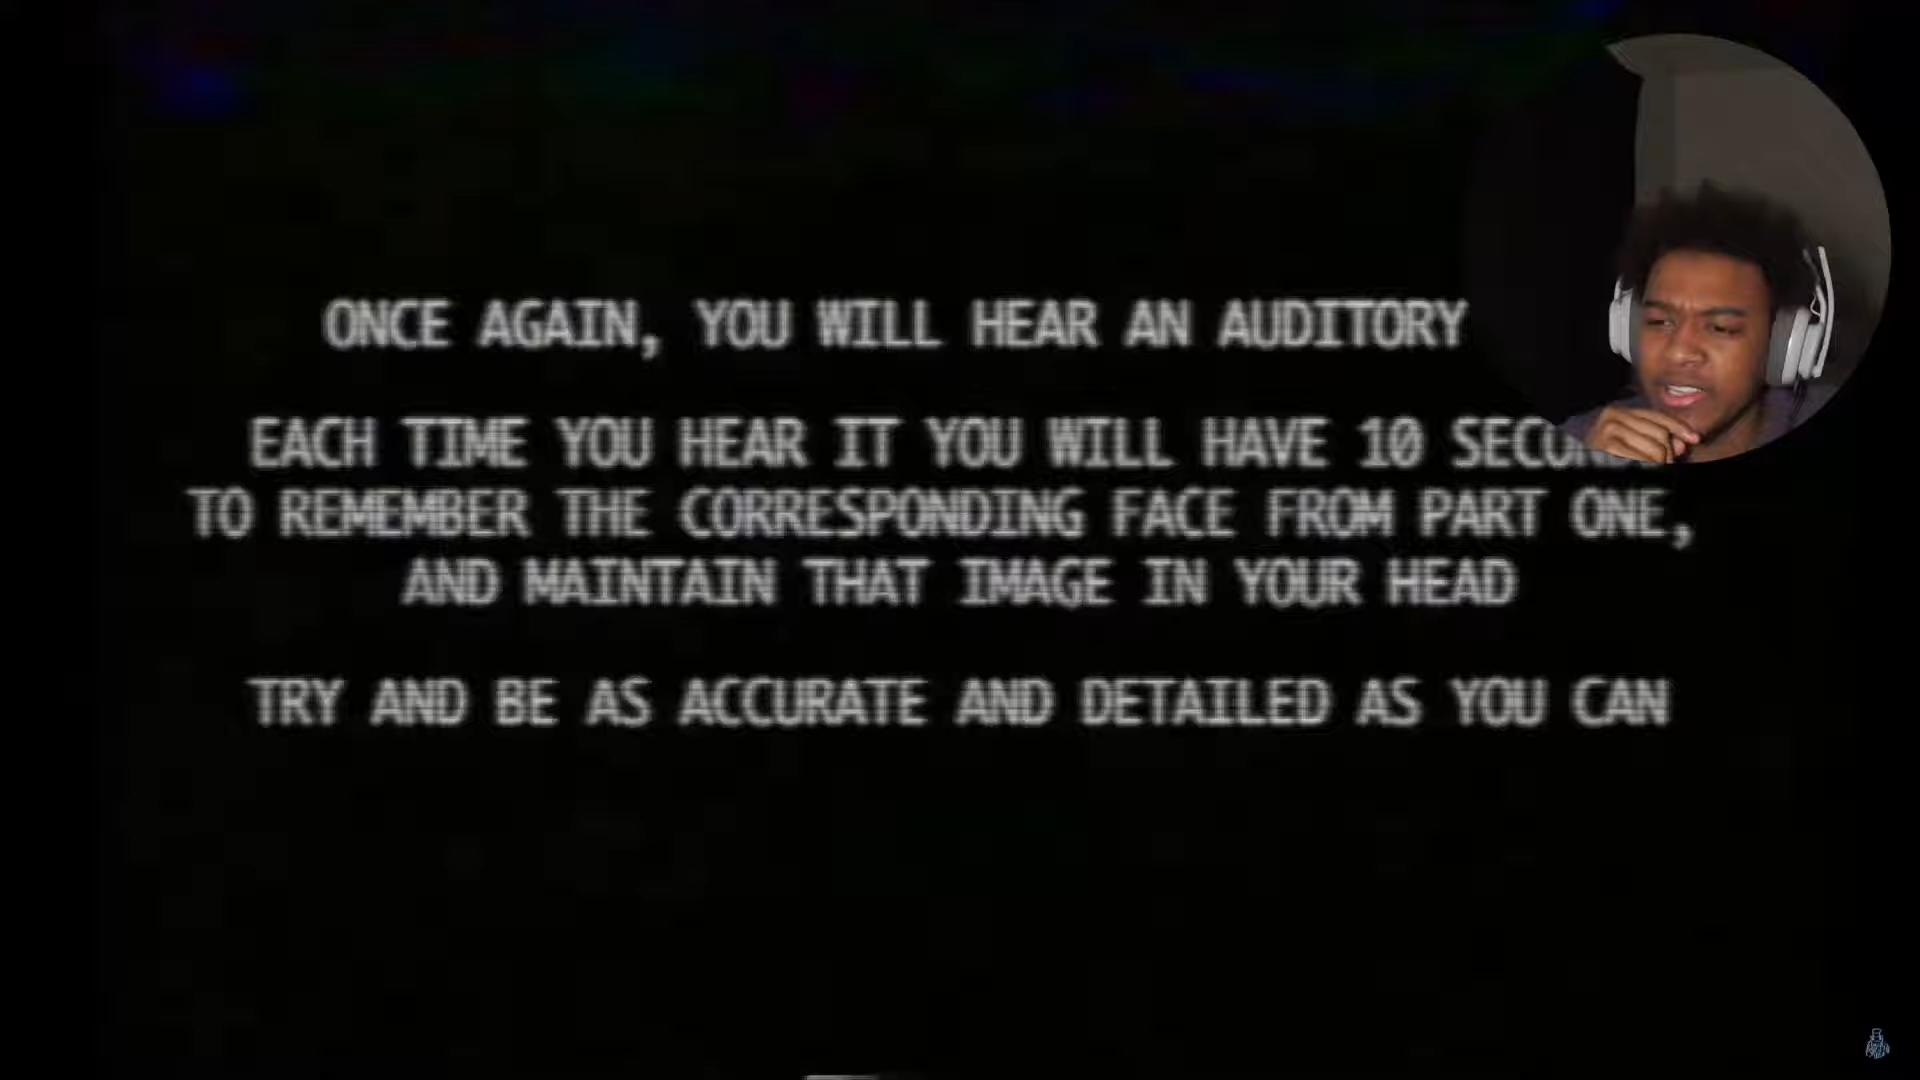 ONCE AGAIN, YOU WILL HEAR AN AUDITORY
EACH TIME YOU HEAR IT YOU WILL HAVE 10
TO REMEMBER THE CORRESPONDING FACE FROM PART ONE,
AND MAINTAIN THAT IMAGE IN YOUR HEAD
TRY AND BE AS ACCURATE AND DETAILED AS YOU CAN